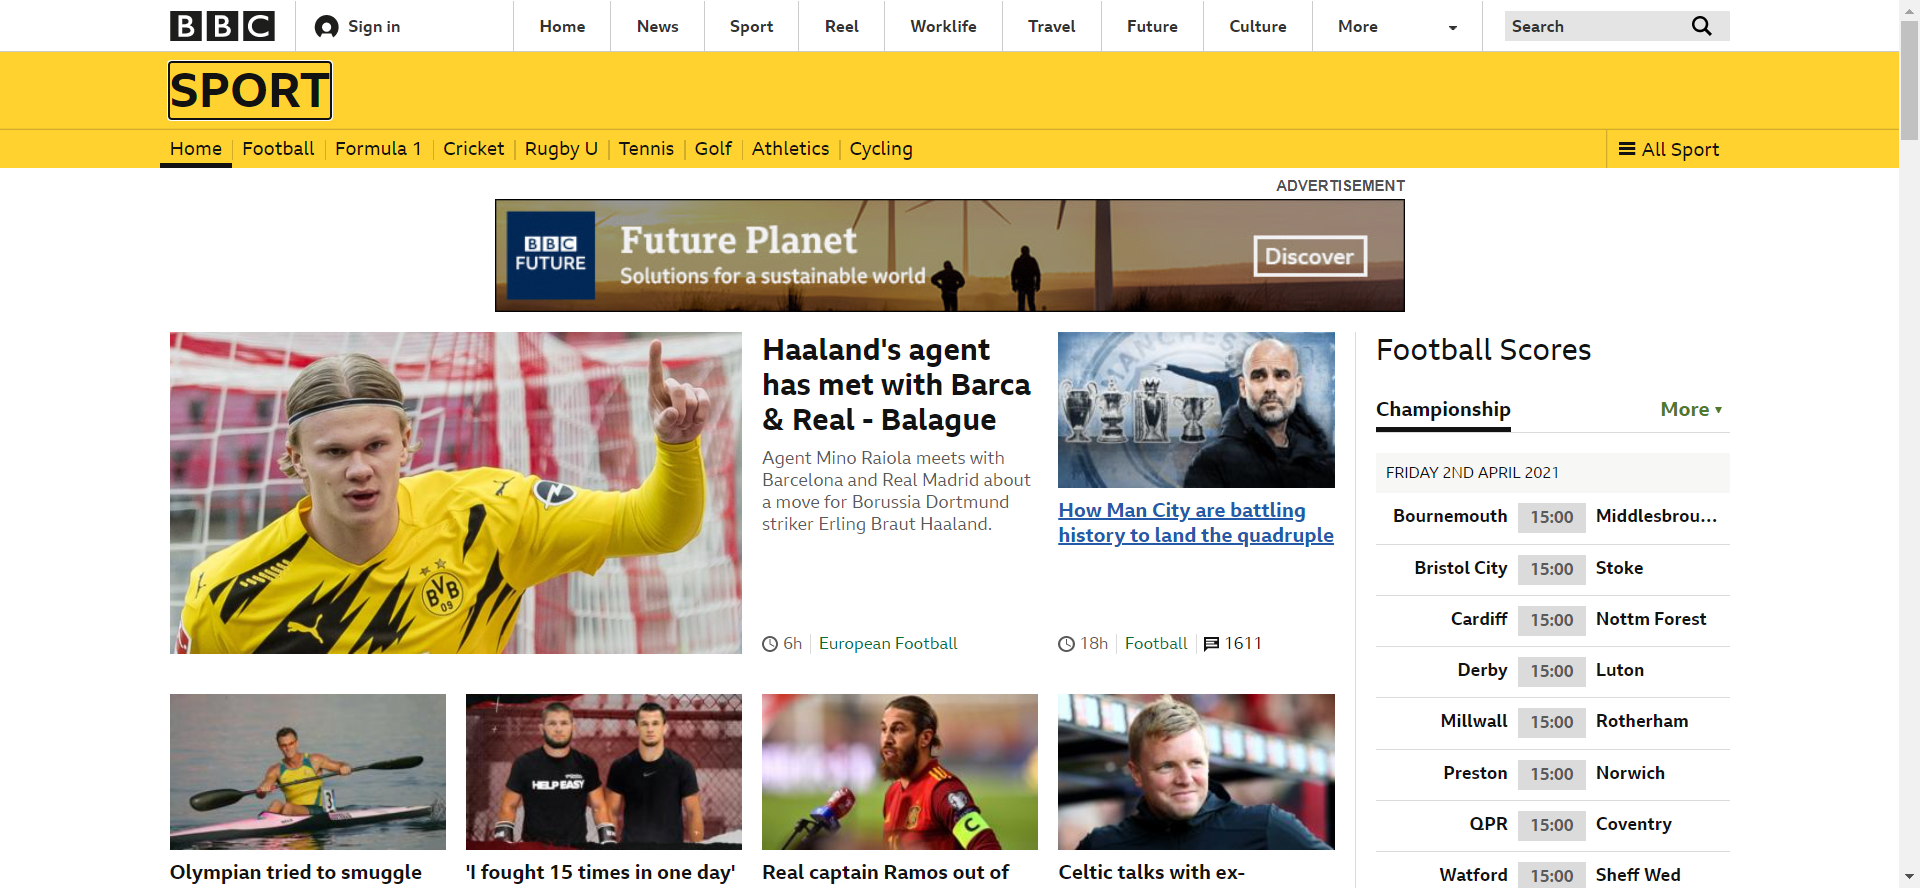 BBC
Sign in
Home
News
Sport
Reel
Worklife
Travel
Future
Culture
More
Search
SPORT
Home
Football
Formula 1
Cricket
Rugby U
Tennis
Golf
Athletics
Cycling
All Sport
ADVERTISEMENT
BBC
FUTURE
Future Planet
Solutions for a sustainable world
Discover
Haaland's agent
has met with Barca
& Real - Balague
Agent Mino Raiola meets with
Barcelona and Real Madrid about
a move for Borussia Dortmund
striker Erling Braut Haaland.
6h
European Football
BVB
09
MANCHESTER
How Man City are battling
history to land the quadruple
18h
Football
1611
Olympian tried to smuggle
HELP EASY
'I fought 15 times in one day'
C
Real captain Ramos out of
Celtic talks with ex-
Football Scores
Championship
More
FRIDAY 2ND APRIL 2021
Bournemouth 15:00 Middlesbrou...
Bristol City 15:00 Stoke
Cardiff 15:00 Nottm Forest
Derby 15:00 Luton
Millwall 15:00 Rotherham
Preston 15:00 Norwich
QPR 15:00 Coventry
Watford 15:00 Sheff Wed